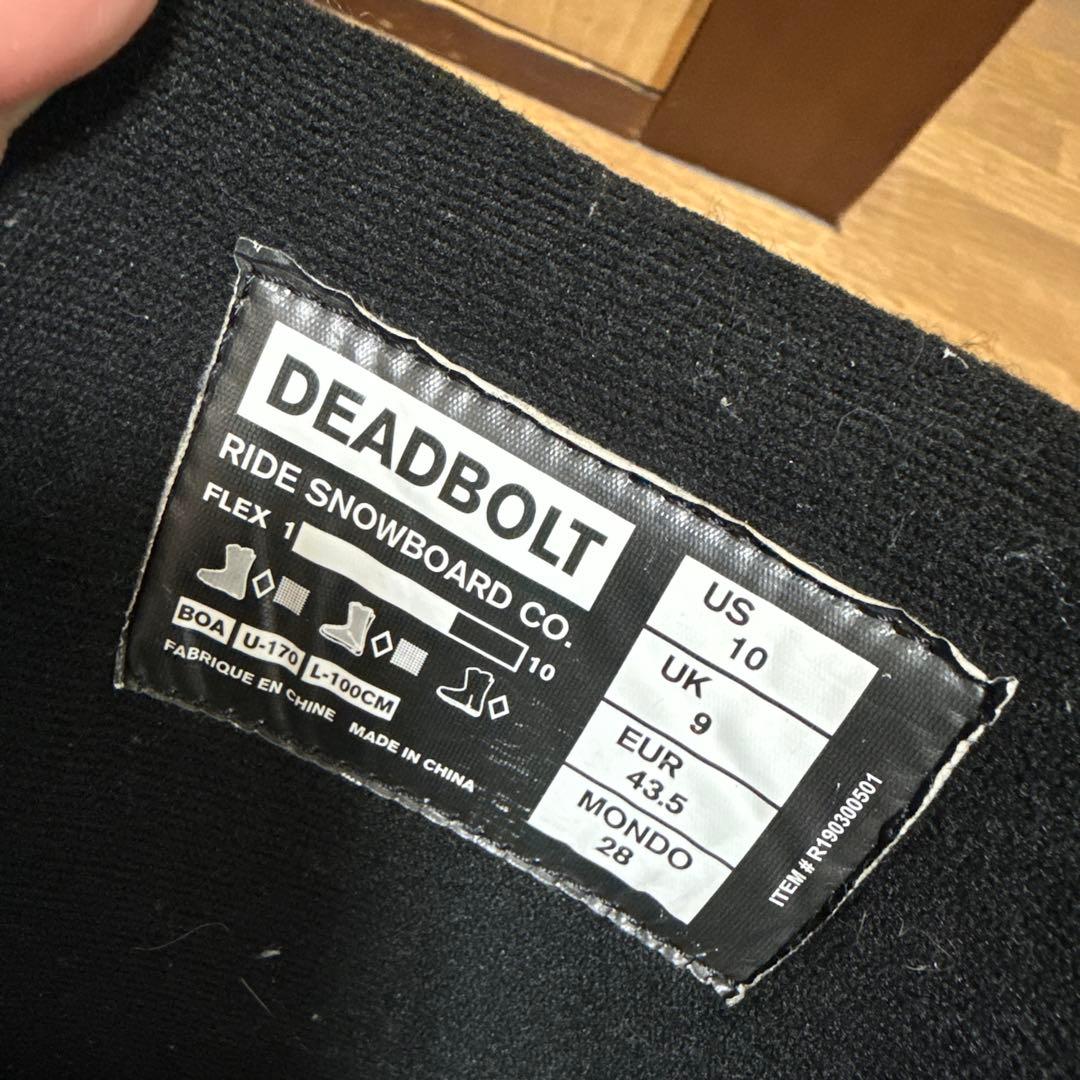 DEADBOLT
RIDE SNOWBOARD CO.
FLEX 1 10
BOA U-170 L-100CM
FABRIQUE EN CHINE MADE IN CHINA
US
10
UK
9
EUR
43.5
MONDO
28
ITEM # R190300501